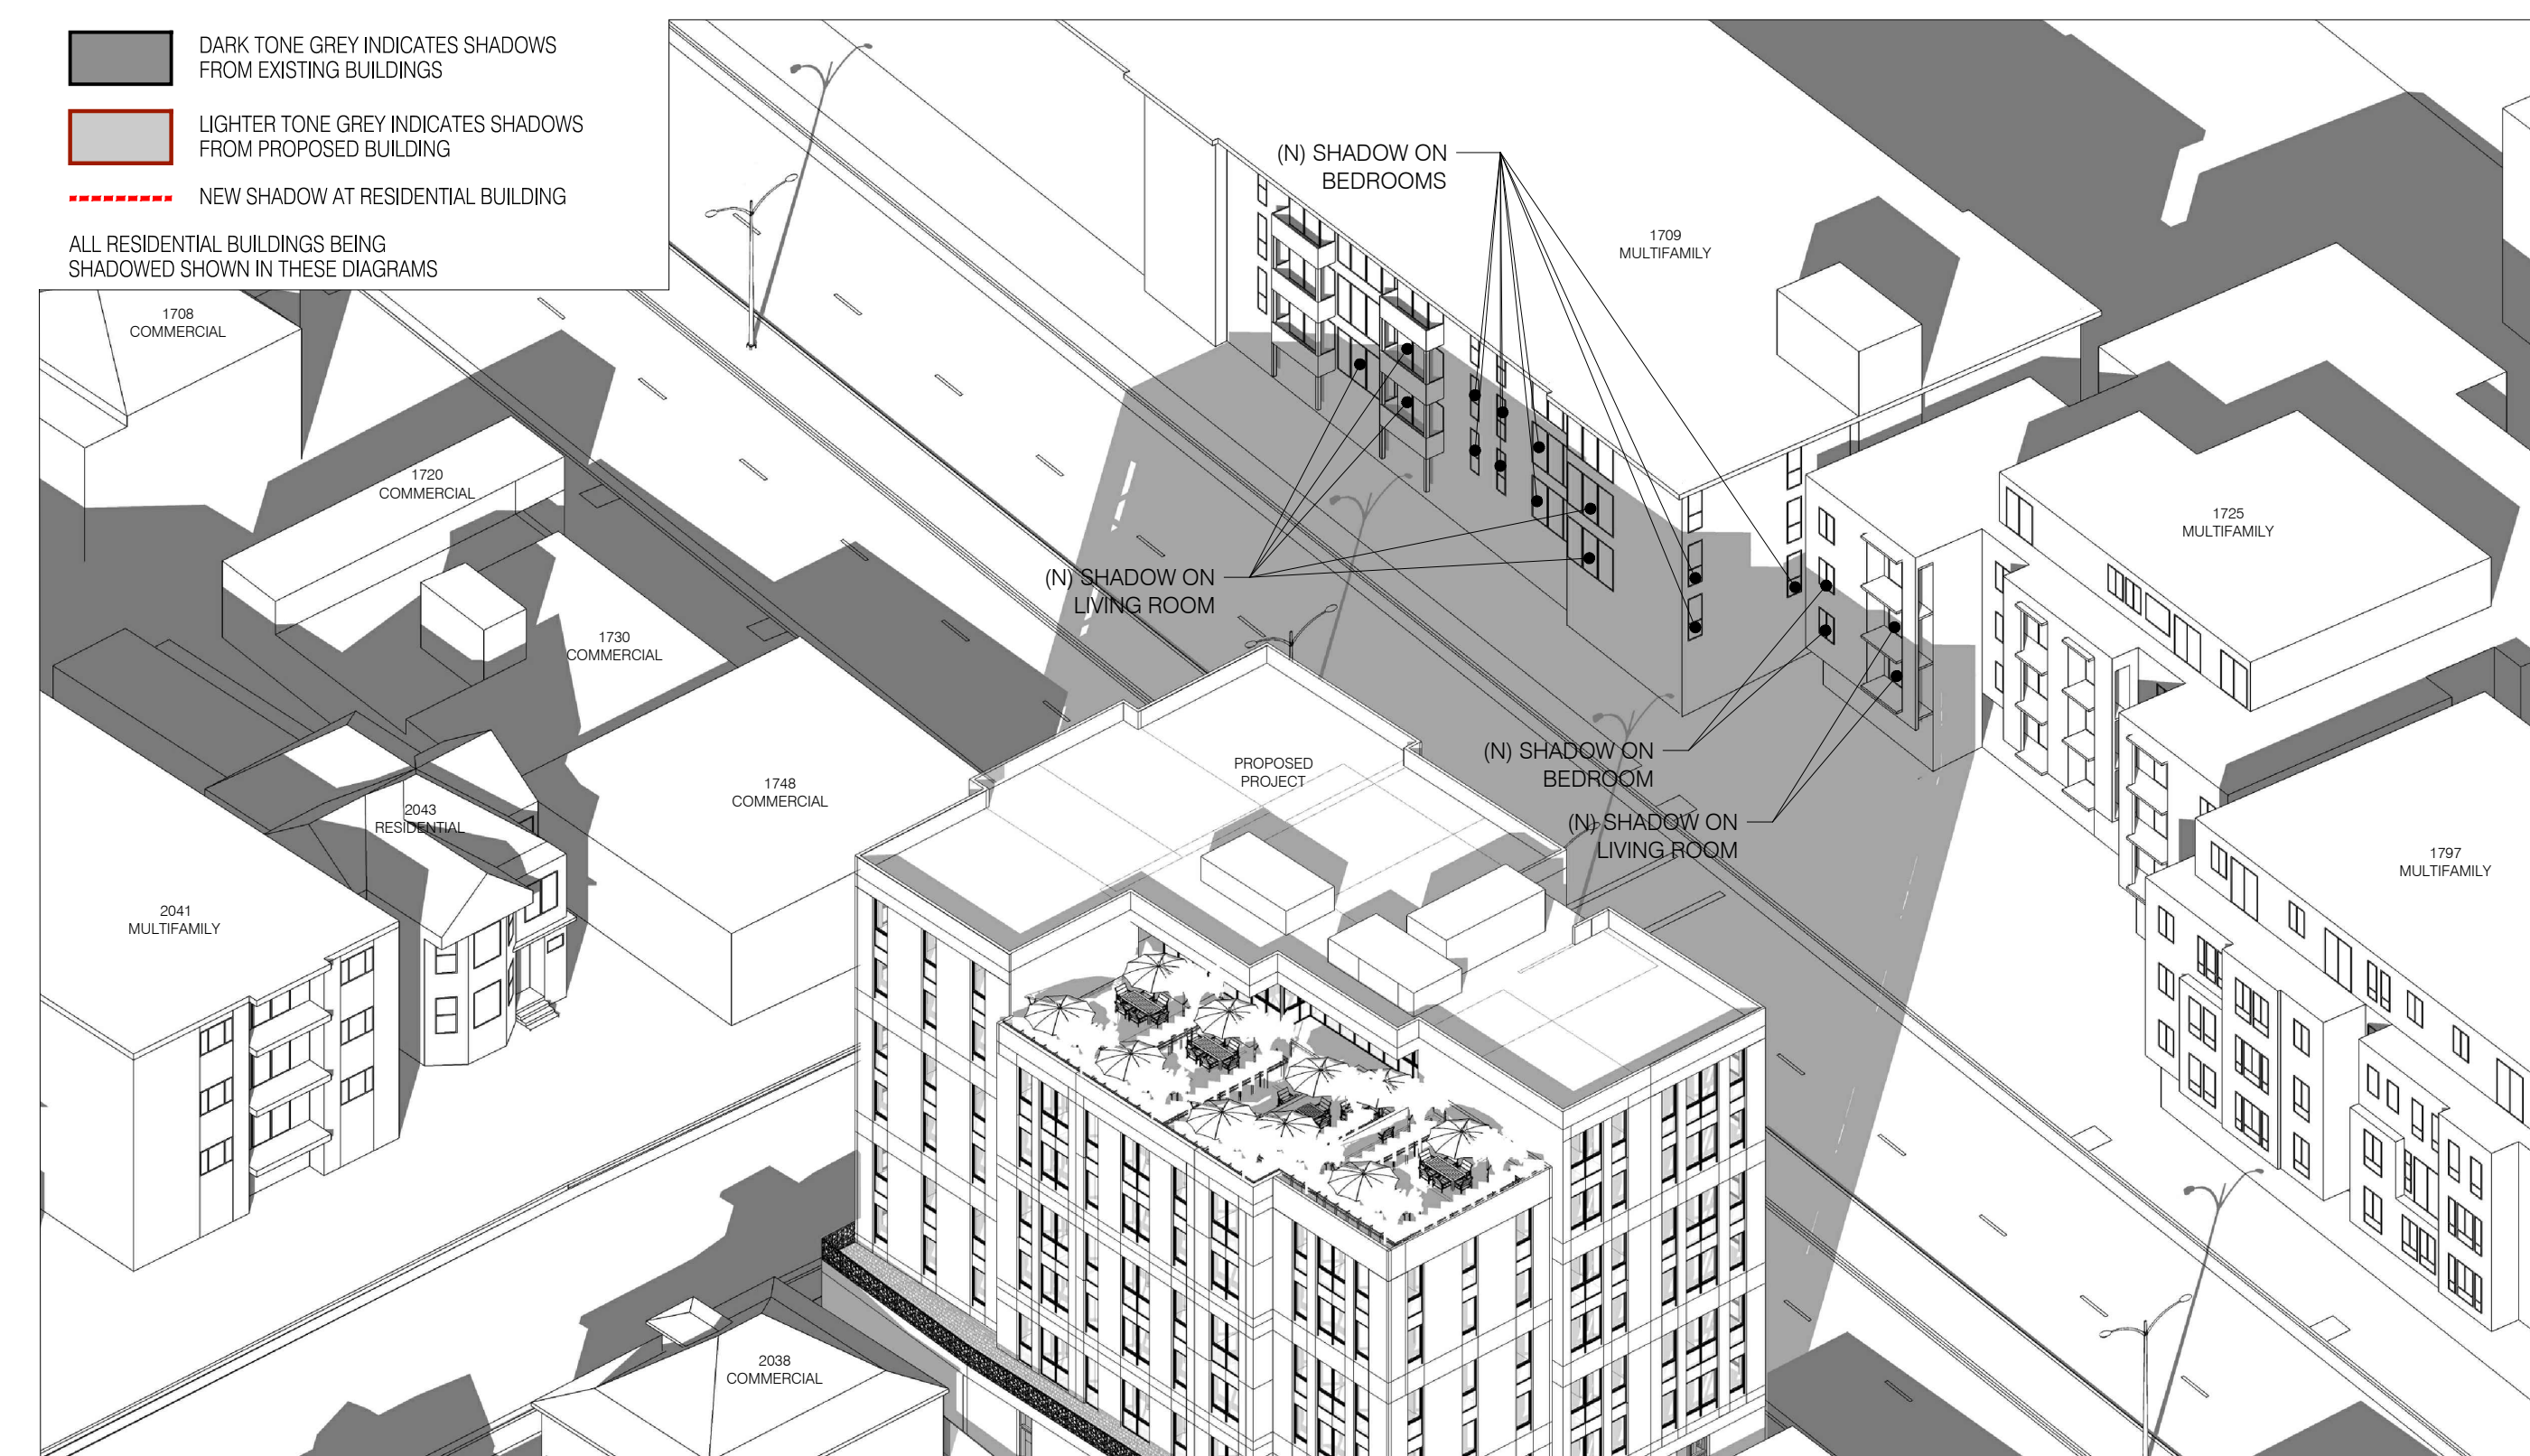 DARK TONE GREY INDICATES SHADOWS
FROM EXISTING BUILDINGS
LIGHTER TONE GREY INDICATES SHADOWS
FROM PROPOSED BUILDING
NEW SHADOW AT RESIDENTIAL BUILDING
ALL RESIDENTIAL BUILDINGS BEING
SHADOWED SHOWN IN THESE DIAGRAMS
(N) SHADOW ON
BEDROOMS
1709
MULTIFAMILY
1708
COMMERCIAL
1720
COMMERCIAL
1725
MULTIFAMILY
(N) SHADOW ON
LIVING ROOM
1730
COMMERCIAL
(N) SHADOW ON
BEDROOM
PROPOSED
PROJECT
1748
COMMERCIAL
2043
RESIDENTIAL
(N) SHADOW ON
LIVING ROOM
1797
MULTIFAMILY
2041
MULTIFAMILY
2038
COMMERCIAL